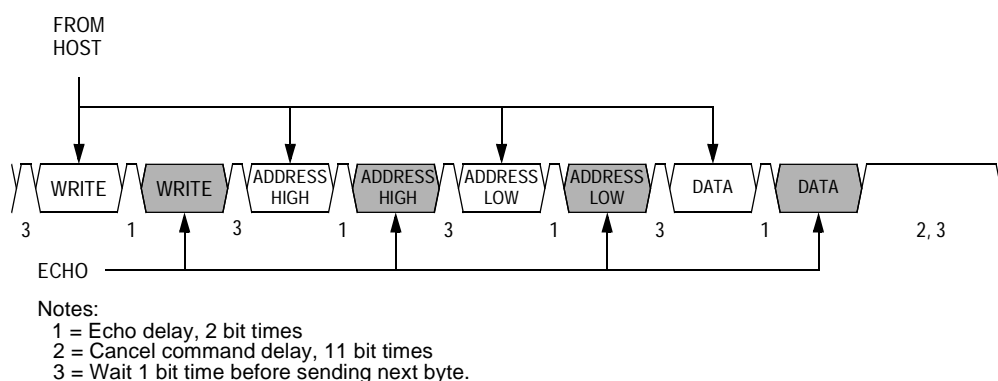 FROM
HOST
WRITE WRITE ADDRESS HIGH ADDRESS HIGH ADDRESS LOW ADDRESS LOW DATA DATA
3 1 3 1 3 1 3 1 2, 3
ECHO
Notes:
1 = Echo delay, 2 bit times
2 = Cancel command delay, 11 bit times
3 = Wait 1 bit time before sending next byte.